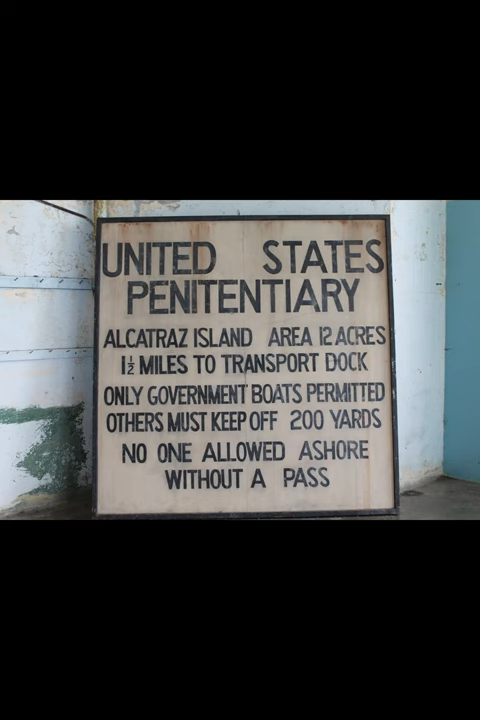 UNITED STATES
PENITENTIARY
ALCATRAZ ISLAND AREA 12 ACRES
1½ MILES TO TRANSPORT DOCK
ONLY GOVERNMENT BOATS PERMITTED
OTHERS MUST KEEP OFF 200 YARDS
NO ONE ALLOWED ASHORE
WITHOUT A PASS